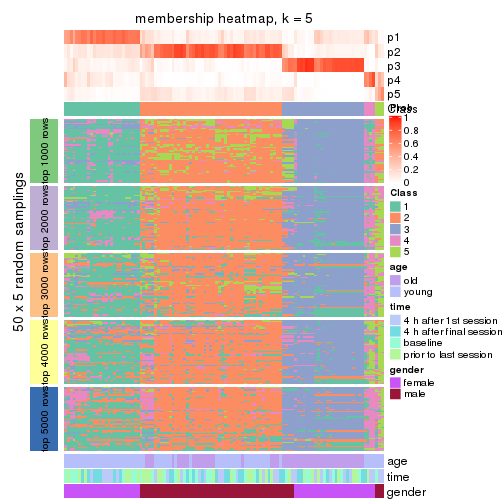 membership heatmap, k = 5
p1
p2
p3
p4
p5
Prob
Class
1
0.8
0.6
0.4
0.2
0
Class
1
2
3
4
5
age
old
young
time
4 h after 1st session
4 h after final session
baseline
prior to last session
gender
female
male
50 x 5 random samplings
top 1000 rows
top 2000 rows
top 3000 rows
top 4000 rows
top 5000 rows
age
time
gender